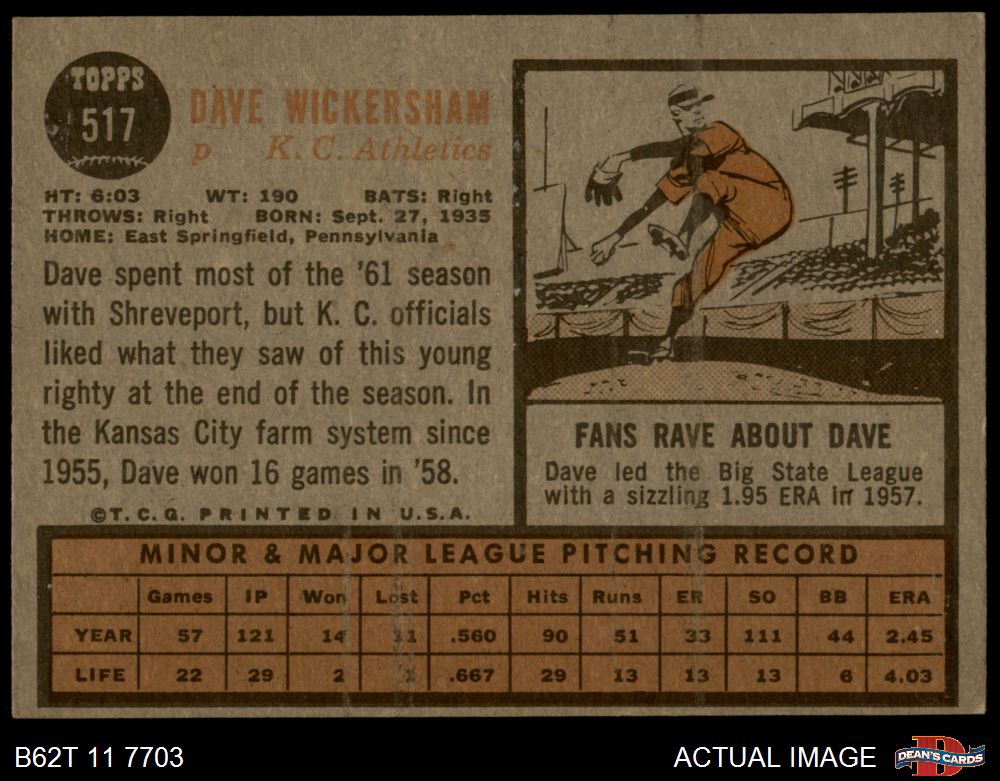 TOPPS
517
DAVE WICKERSHAM
p K. C. Athletics
HT: 6:03 WT: 190 BATS: Right
THROWS: Right BORN: Sept. 27, 1935
HOME: East Springfield, Pennsylvania
Dave spent most of the '61 season
with Shreveport, but K. C. officials
liked what they saw of this young
righty at the end of the season. In
the Kansas City farm system since
1955, Dave won 16 games in '58.
©T.C.G. PRINTED IN U.S.A.
FANS RAVE ABOUT DAVE
Dave led the Big State League
with a sizzling 1.95 ERA in 1957.
MINOR & MAJOR LEAGUE PITCHING RECORD
Games IP Won Lost Pct Hits Runs ER SO BB ERA
YEAR 57 121 14 11 .560 90 51 33 111 44 2.45
LIFE 22 29 2 1 .667 29 13 13 13 6 4.03
B62T 11 7703
ACTUAL IMAGE
D
DEAN'S CARDS